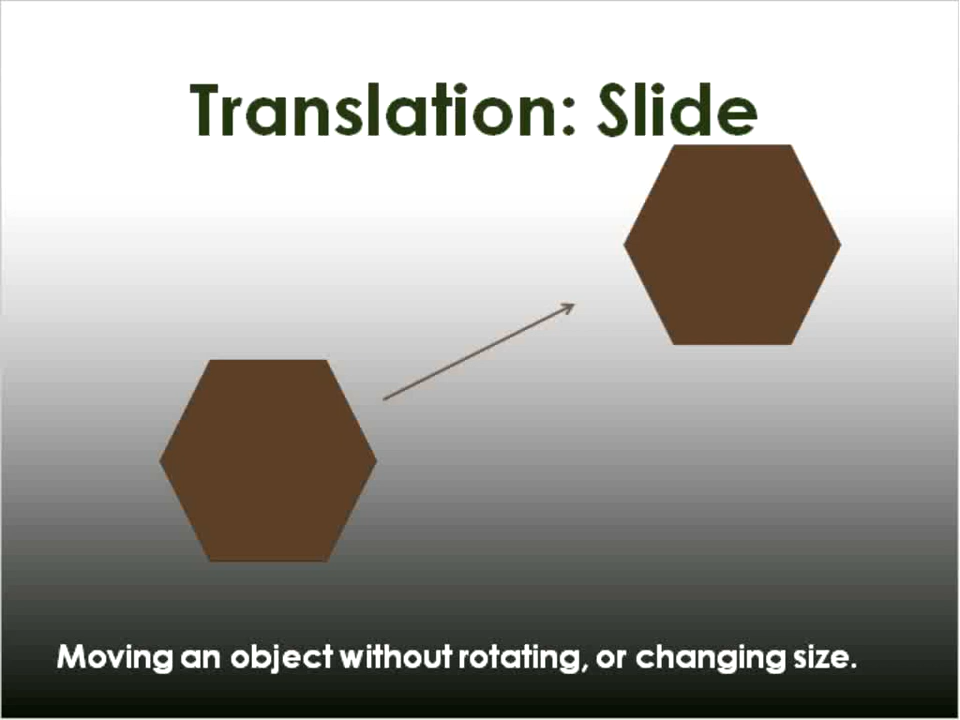 Translation: Slide
Moving an object without rotating, or changing size.